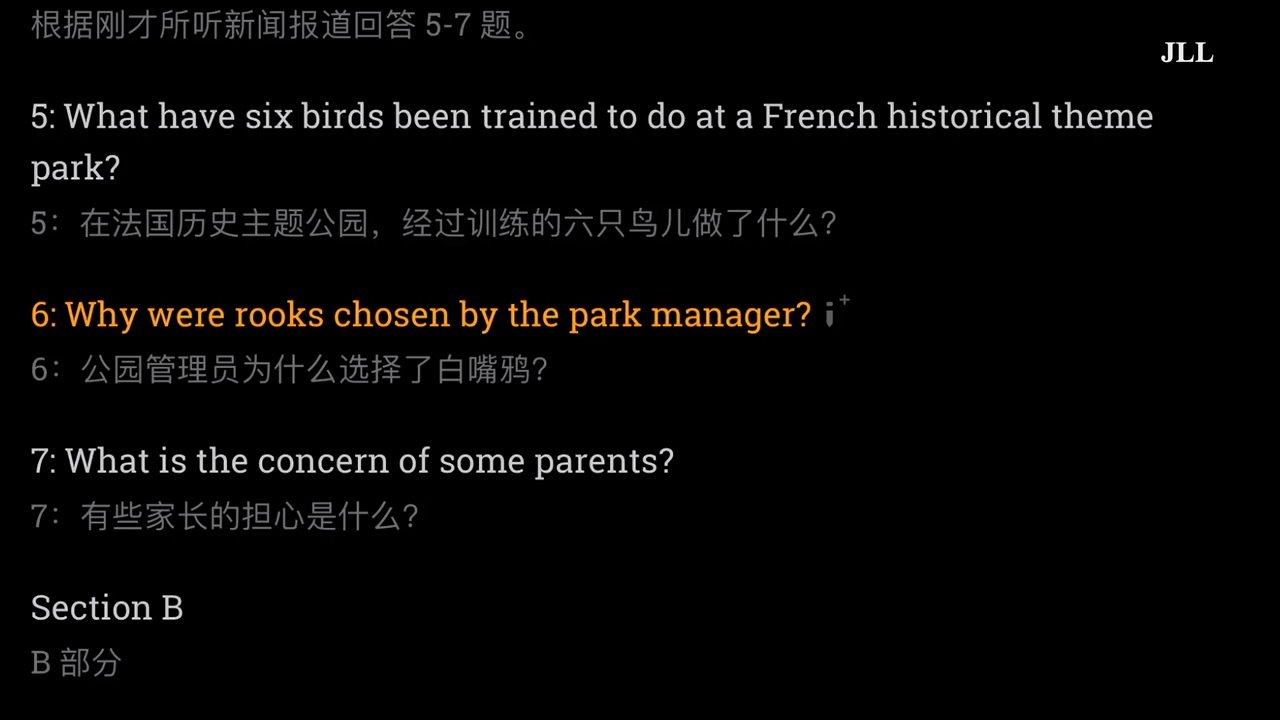 根据刚才所听新闻报道回答 5-7 题。
JLL
5: What have six birds been trained to do at a French historical theme
park?
5：在法国历史主题公园，经过训练的六只鸟儿做了什么？
6: Why were rooks chosen by the park manager?
6：公园管理员为什么选择了白嘴鸦？
7: What is the concern of some parents?
7：有些家长的担心是什么？
Section B
B 部分